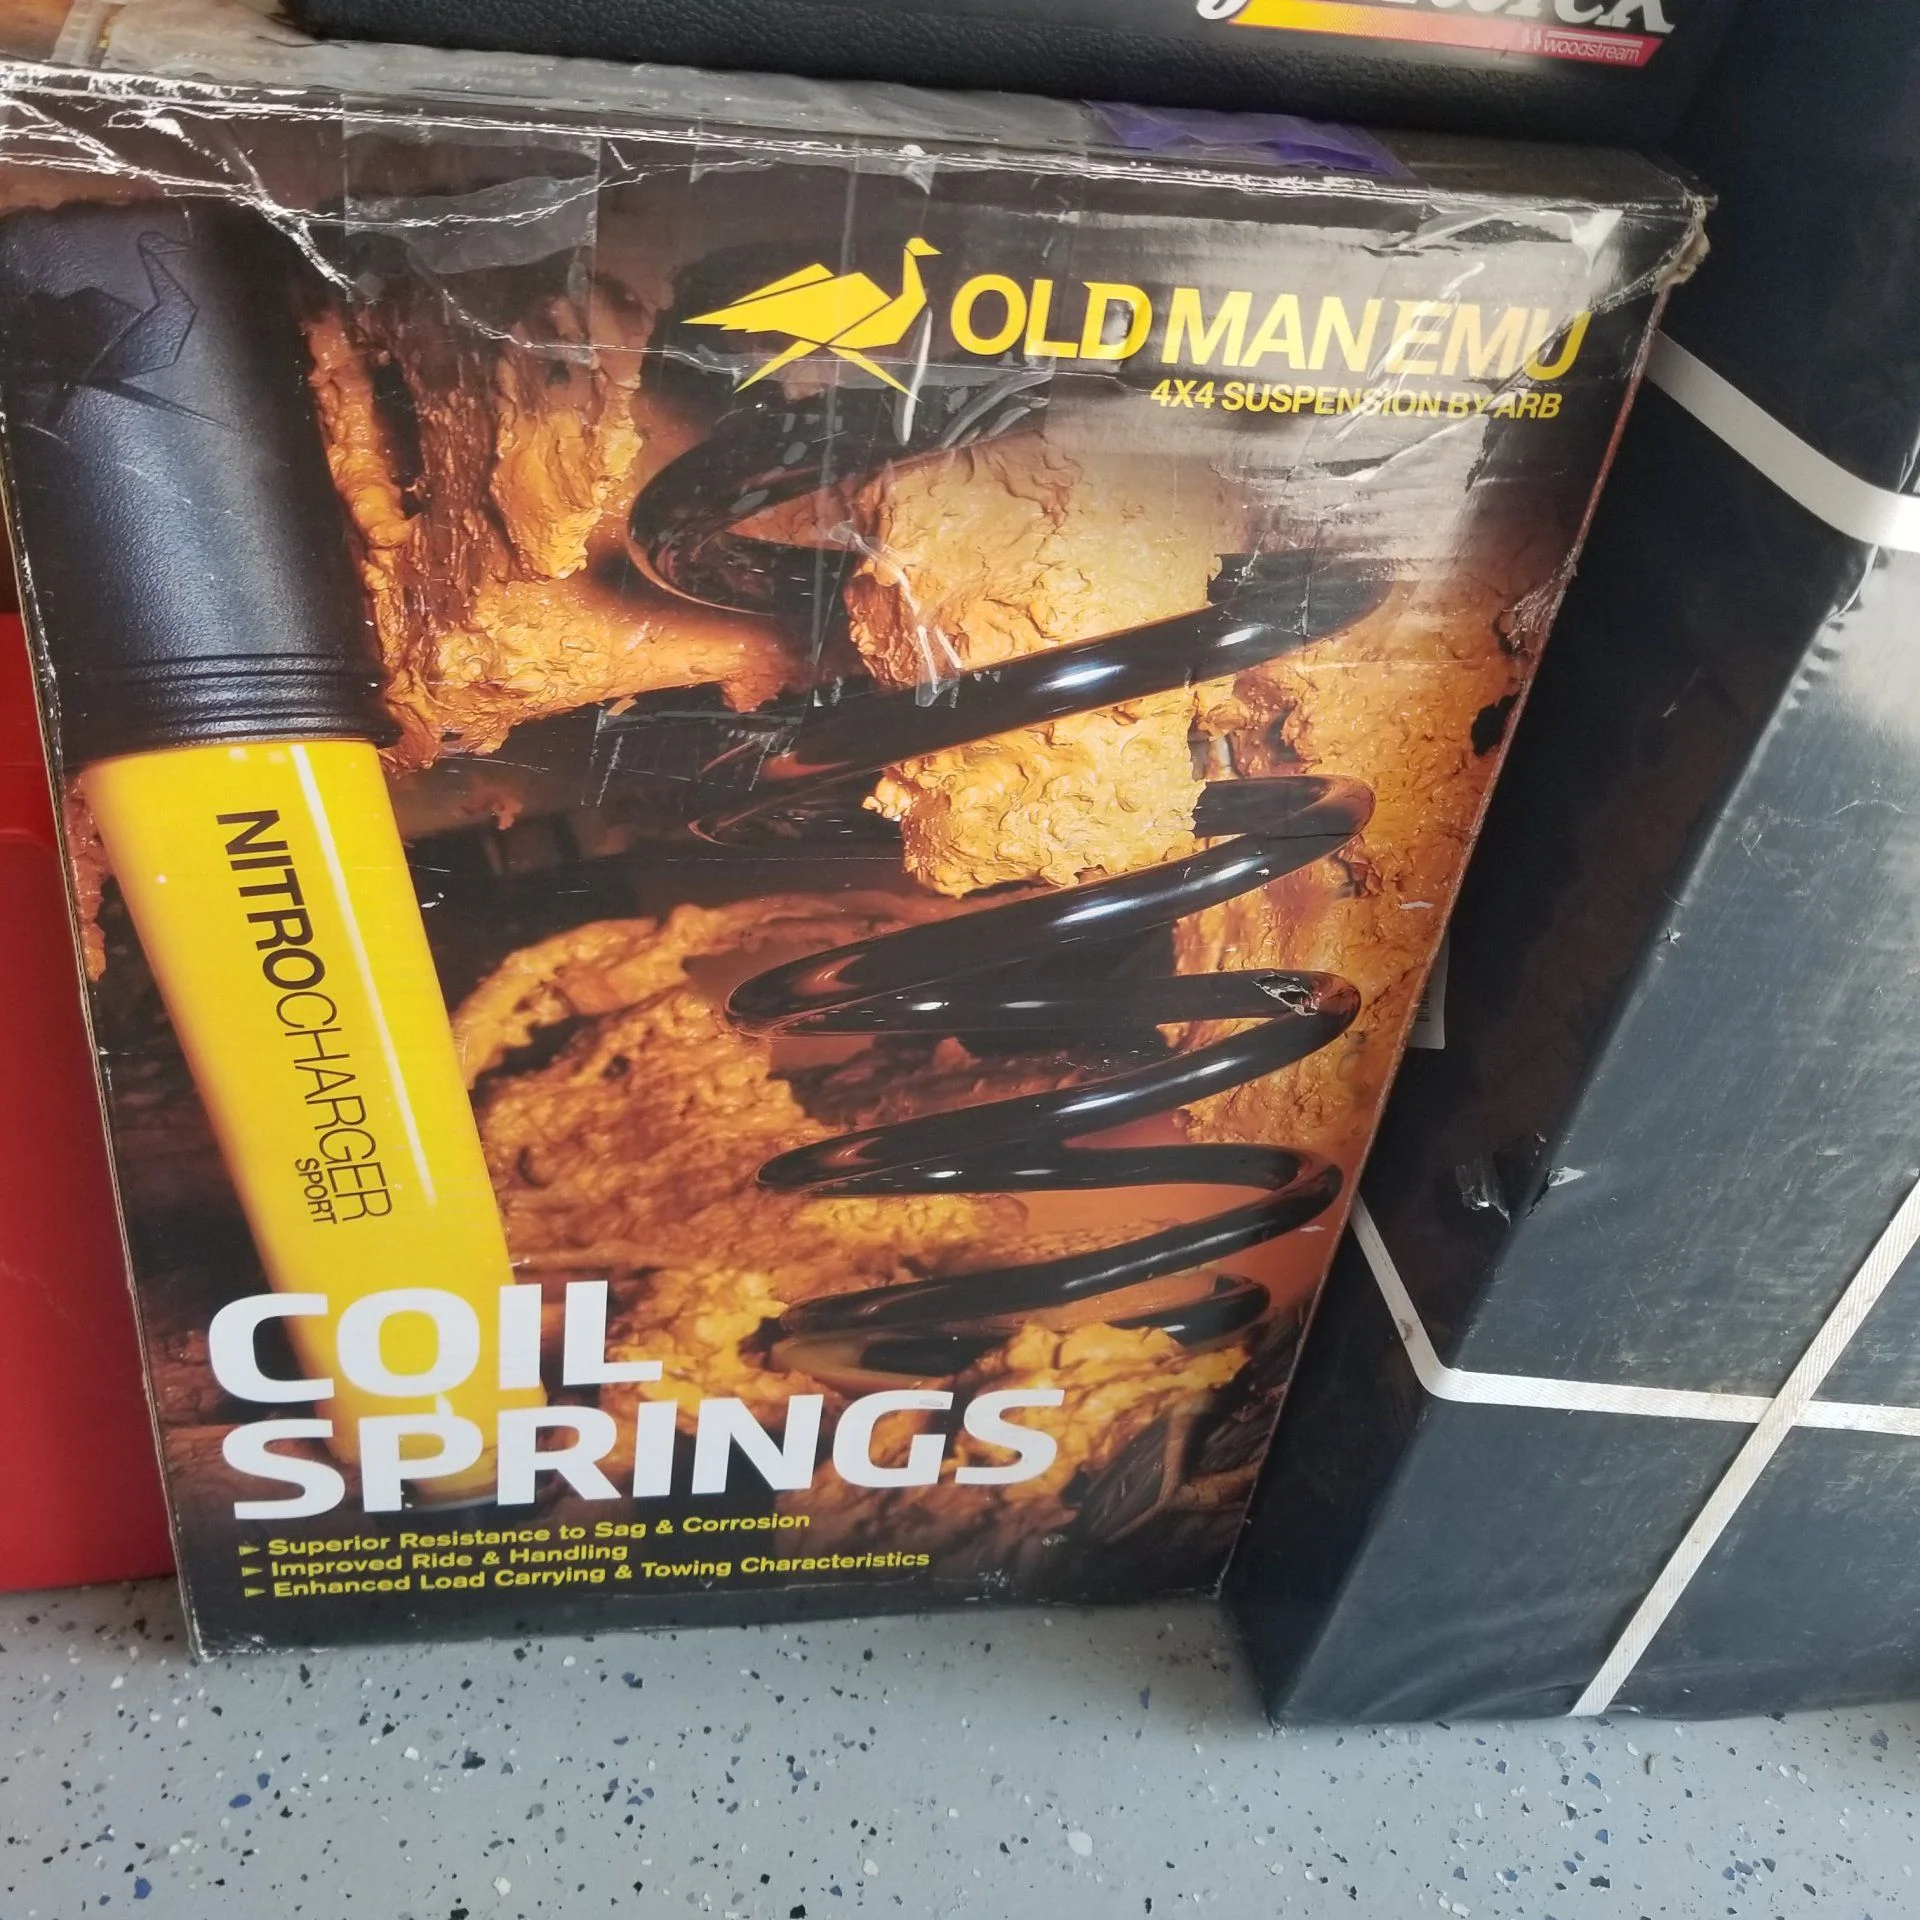 woodstream
OLD MAN EMU
4X4 SUSPENSION BY ARB
NITROCHARGER
SPORT
COIL
SPRINGS
Superior Resistance to Sag & Corrosion
Improved Ride & Handling
Enhanced Load Carrying & Towing Characteristics